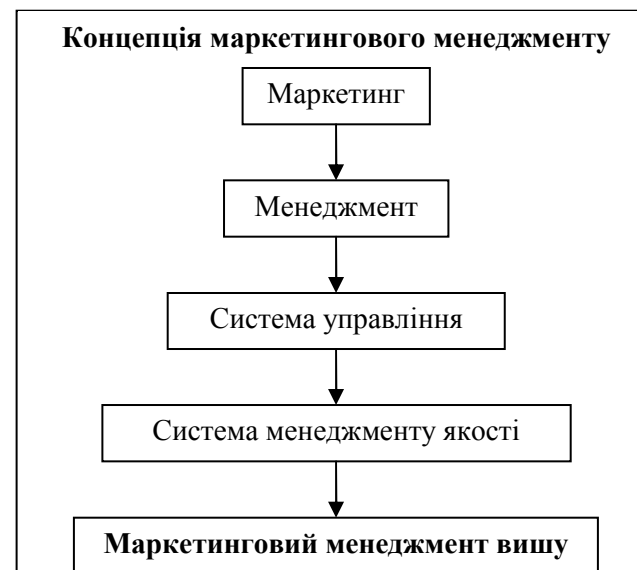 Концепція маркетингового менеджменту
Маркетинг
Менеджмент
Система управління
Система менеджменту якості
Маркетинговий менеджмент вишу